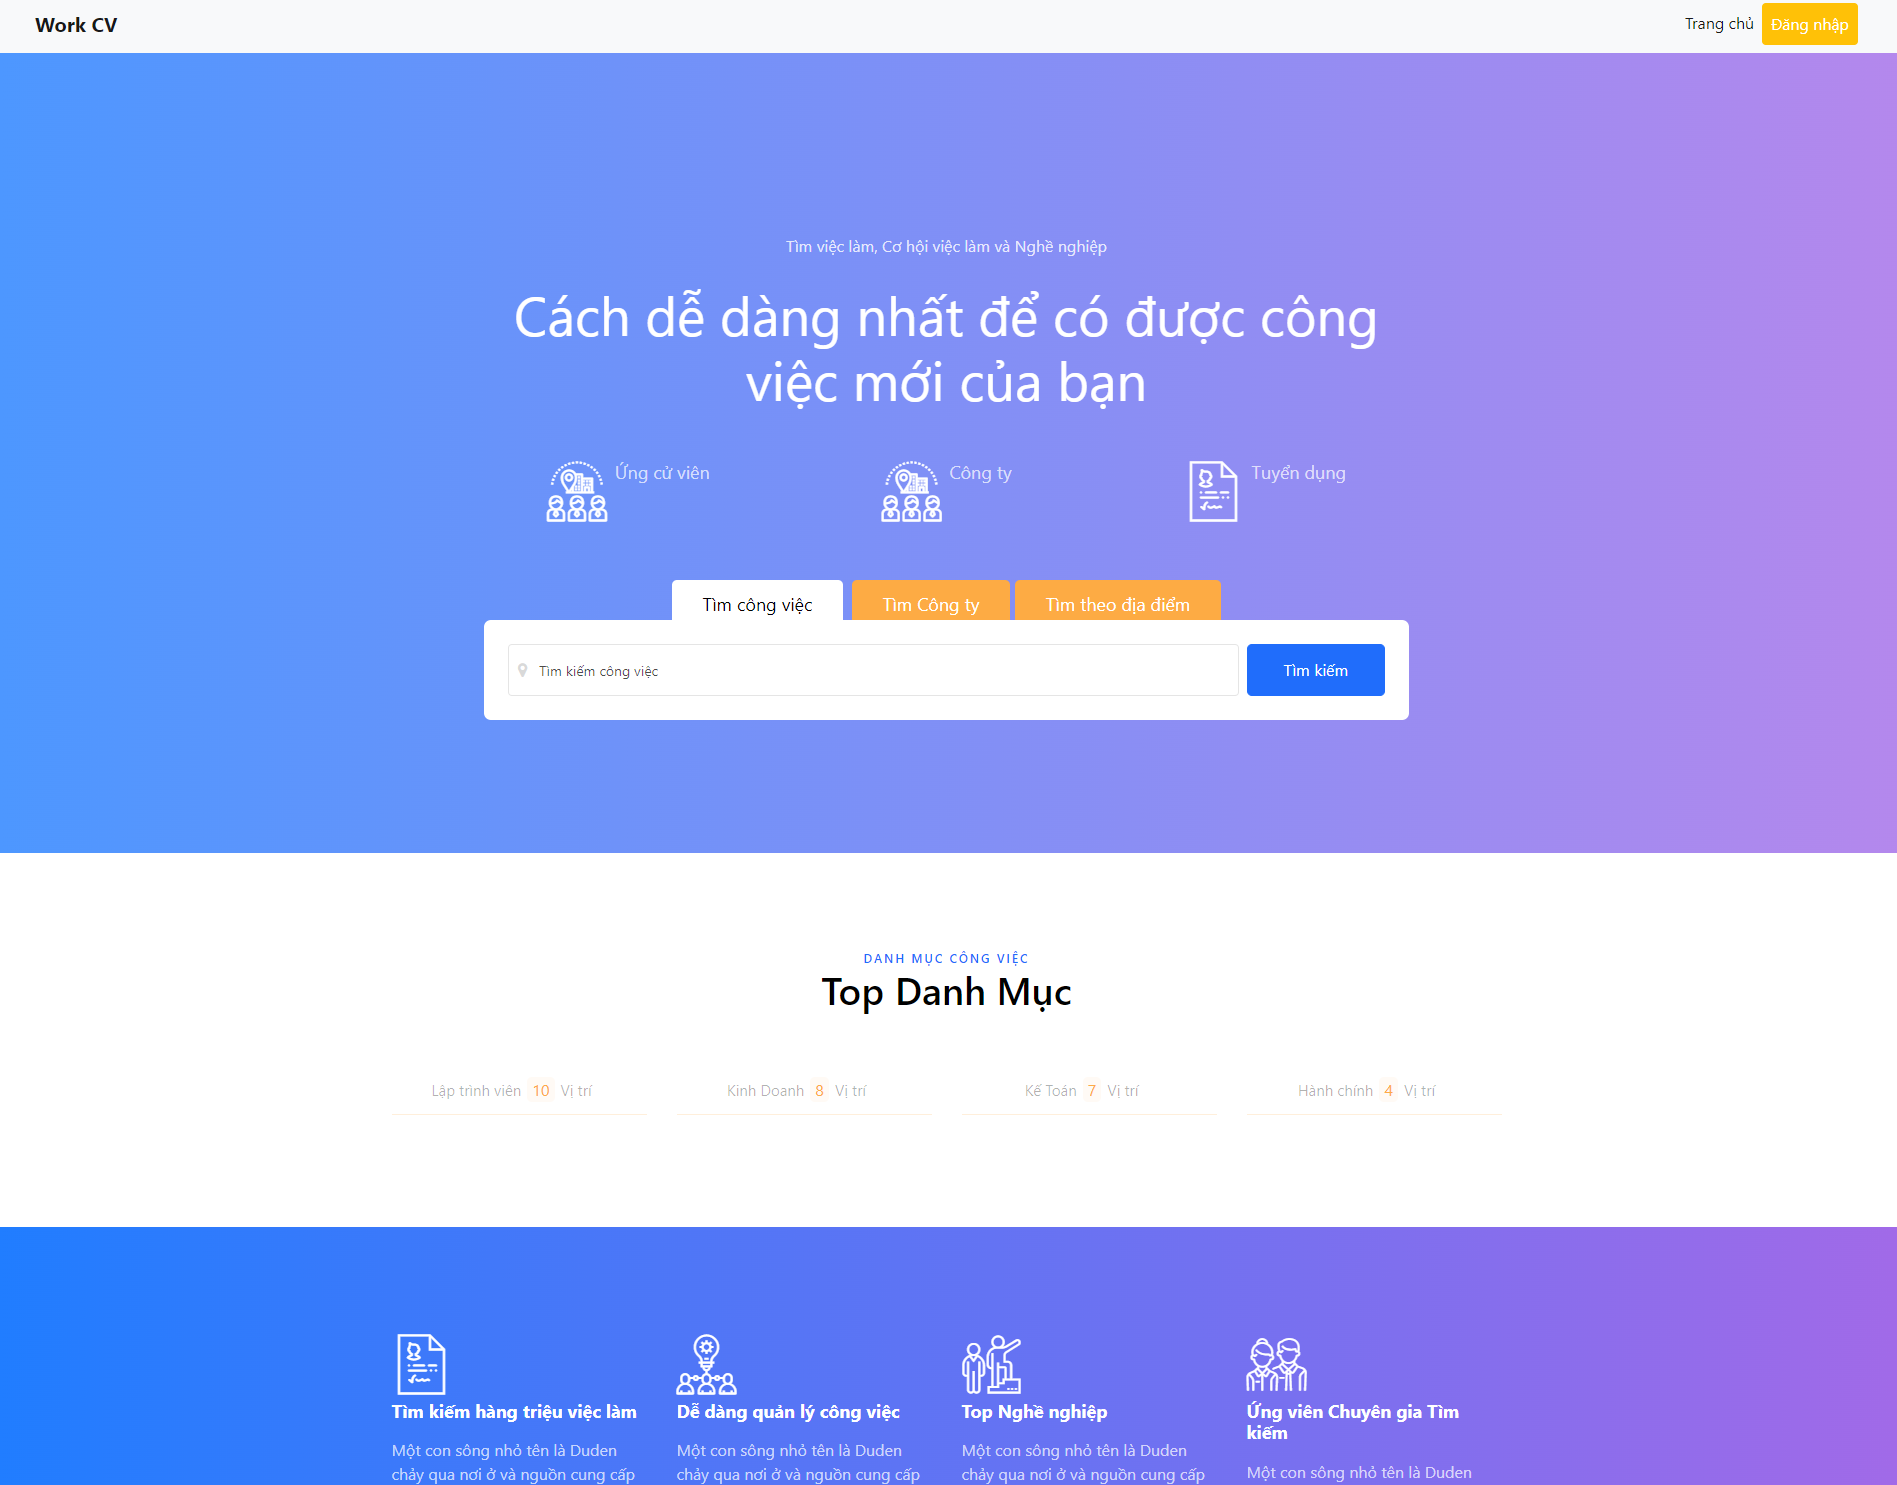 Work CV
Trang chủ
Đăng nhập
Tìm việc làm, Cơ hội việc làm và Nghề nghiệp
Cách dễ dàng nhất để có được công
việc mới của bạn
Ứng cử viên
Công ty
Tuyển dụng
Tìm công việc
Tìm Công ty
Tìm theo địa điểm
Tìm kiếm công việc
Tìm kiếm
DANH MỤC CÔNG VIỆC
Top Danh Mục
Lập trình viên 10 Vị trí
Kinh Doanh 8 Vị trí
Kế Toán 7 Vị trí
Hành chính 4 Vị trí
Tìm kiếm hàng triệu việc làm
Một con sông nhỏ tên là Duden
chảy qua nơi ở và nguồn cung cấp
Dễ dàng quản lý công việc
Một con sông nhỏ tên là Duden
chảy qua nơi ở và nguồn cung cấp
Top Nghề nghiệp
Một con sông nhỏ tên là Duden
chảy qua nơi ở và nguồn cung cấp
Ứng viên Chuyên gia Tìm
kiếm
Một con sông nhỏ tên là Duden